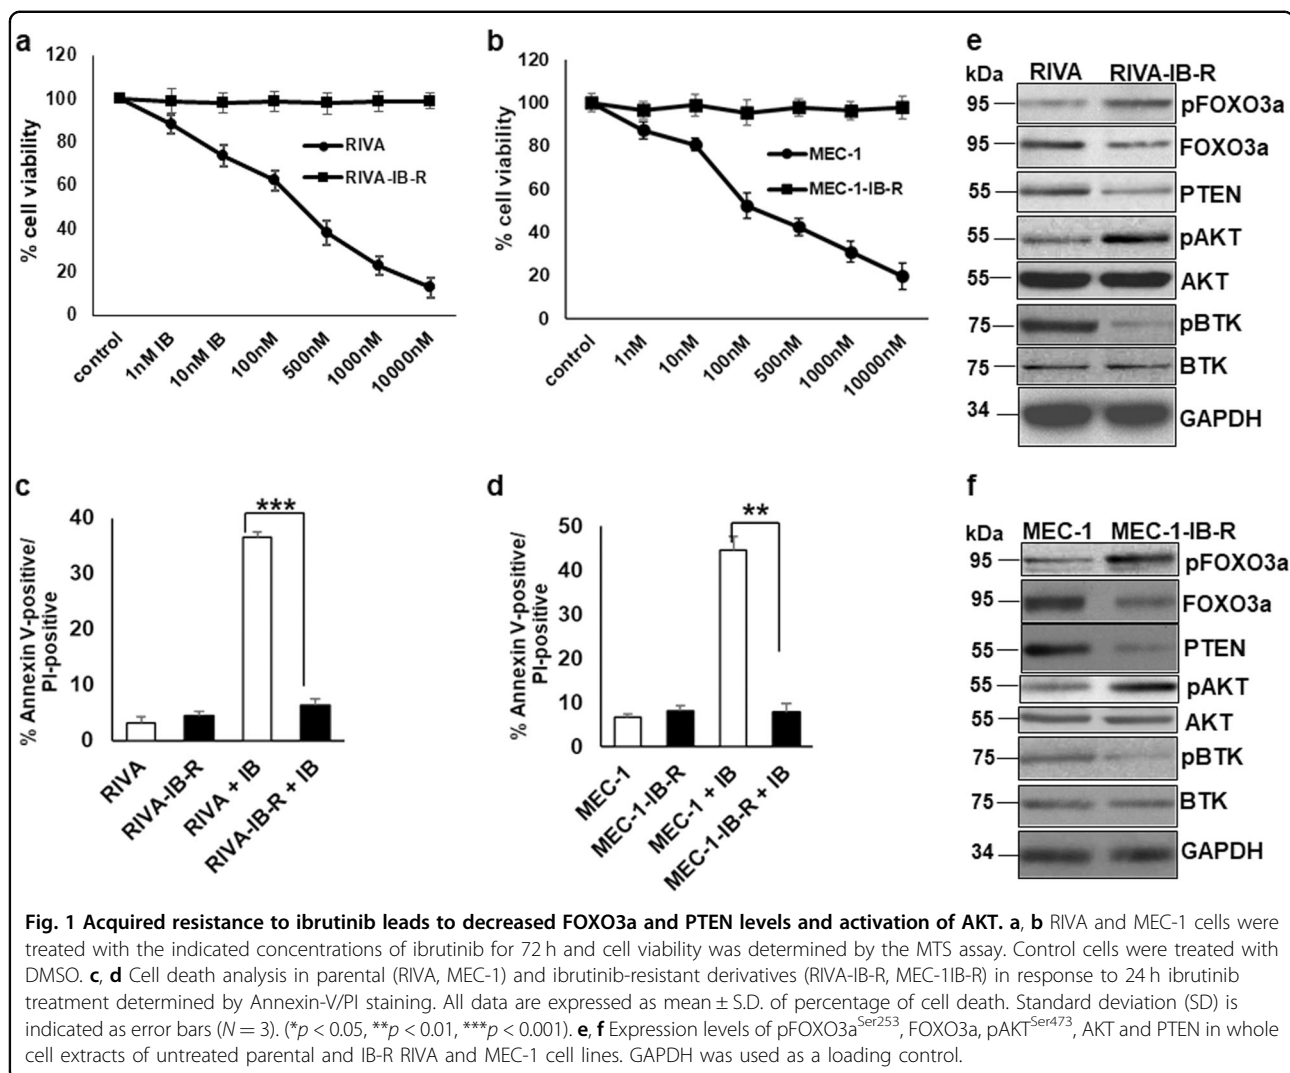 a
120
100
80
60
40
20
0
% cell viability
RIVA
RIVA-IB-R
control
1nM IB
10nM IB
100nM
500nM
1000nM
10000nM
b
120
100
80
60
40
20
0
% cell viability
MEC-1
MEC-1-IB-R
control
1nM
10nM
100nM
500nM
1000nM
10000nM
c
40
30
20
10
0
% Annexin V-positive/
PI-positive
***
RIVA
RIVA-IB-R
RIVA + IB
RIVA-IB-R + IB
d
50
40
30
20
10
0
% Annexin V-positive/
PI-positive
**
MEC-1
MEC-1-IB-R
MEC-1 + IB
MEC-1-IB-R + IB
e
kDa RIVA RIVA-IB-R
95 pFOXO3a
95 FOXO3a
55 PTEN
55 pAKT
55 AKT
75 pBTK
75 BTK
34 GAPDH
f
kDa MEC-1 MEC-1-IB-R
95 pFOXO3a
95 FOXO3a
55 PTEN
55 pAKT
55 AKT
75 pBTK
75 BTK
34 GAPDH
Fig. 1 Acquired resistance to ibrutinib leads to decreased FOXO3a and PTEN levels and activation of AKT. a, b RIVA and MEC-1 cells were
treated with the indicated concentrations of ibrutinib for 72 h and cell viability was determined by the MTS assay. Control cells were treated with
DMSO. c, d Cell death analysis in parental (RIVA, MEC-1) and ibrutinib-resistant derivatives (RIVA-IB-R, MEC-1IB-R) in response to 24 h ibrutinib
treatment determined by Annexin-V/PI staining. All data are expressed as mean ± S.D. of percentage of cell death. Standard deviation (SD) is
indicated as error bars (N = 3). (*p < 0.05, **p < 0.01, ***p < 0.001). e, f Expression levels of pFOXO3a^Ser253, FOXO3a, pAKT^Ser473, AKT and PTEN in whole
cell extracts of untreated parental and IB-R RIVA and MEC-1 cell lines. GAPDH was used as a loading control.